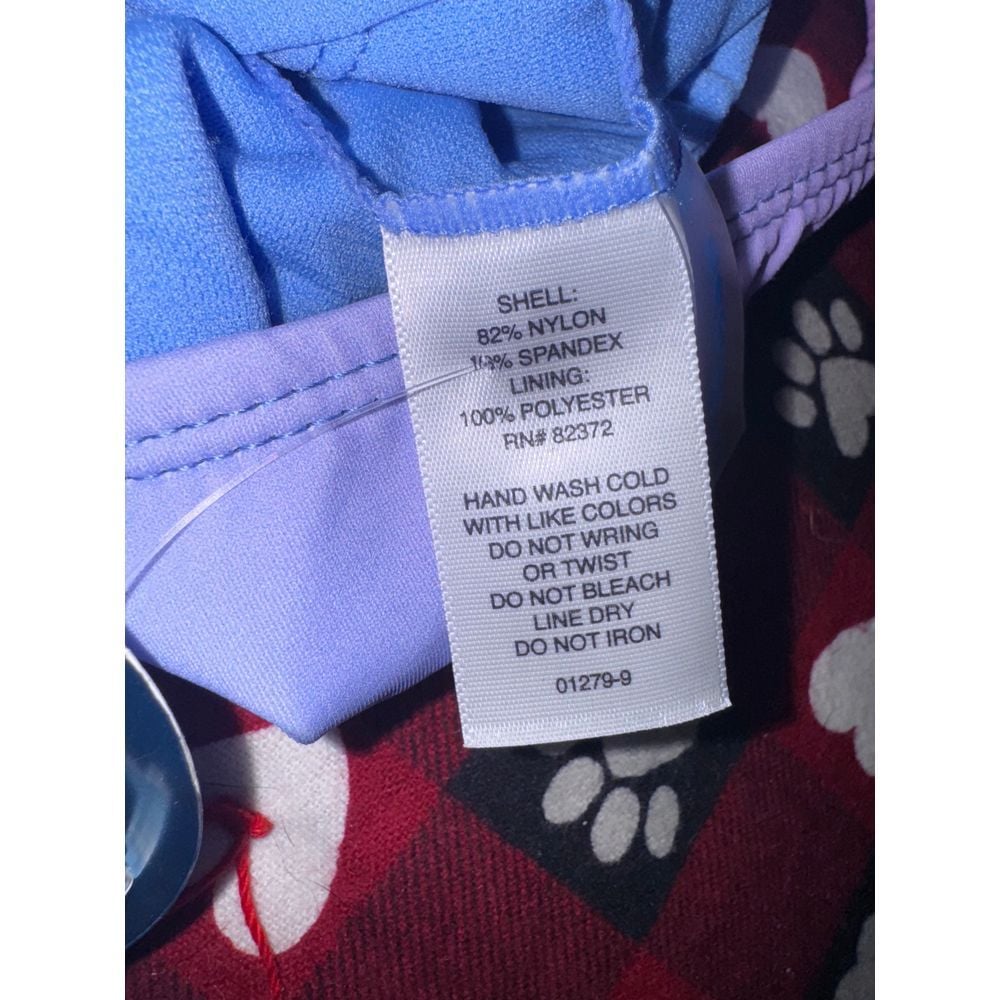 SHELL:
82% NYLON
18% SPANDEX
LINING:
100% POLYESTER
RN# 82372
HAND WASH COLD
WITH LIKE COLORS
DO NOT WRING
OR TWIST
DO NOT BLEACH
LINE DRY
DO NOT IRON
01279-9